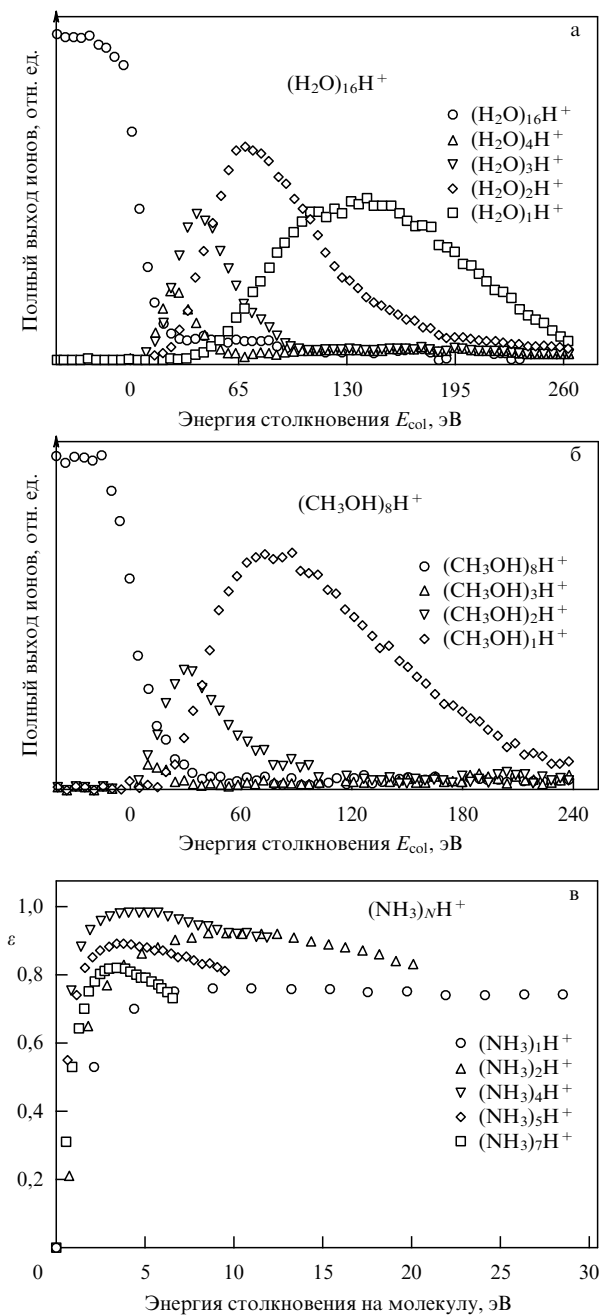 а
Полный выход ионов, отн. ед.
(H₂O)₁₆H⁺
(H₂O)₁₆H⁺
(H₂O)₄H⁺
(H₂O)₃H⁺
(H₂O)₂H⁺
(H₂O)₁H⁺
0 65 130 195 260
Энергия столкновения E_col, эВ
б
Полный выход ионов, отн. ед.
(CH₃OH)₈H⁺
(CH₃OH)₈H⁺
(CH₃OH)₃H⁺
(CH₃OH)₂H⁺
(CH₃OH)₁H⁺
0 60 120 180 240
Энергия столкновения E_col, эВ
в
(NH₃)_NH⁺
1,0
ε
0,8
0,6
0,4
0,2
(NH₃)₁H⁺
(NH₃)₂H⁺
(NH₃)₄H⁺
(NH₃)₅H⁺
(NH₃)₇H⁺
0 5 10 15 20 25 30
Энергия столкновения на молекулу, эВ